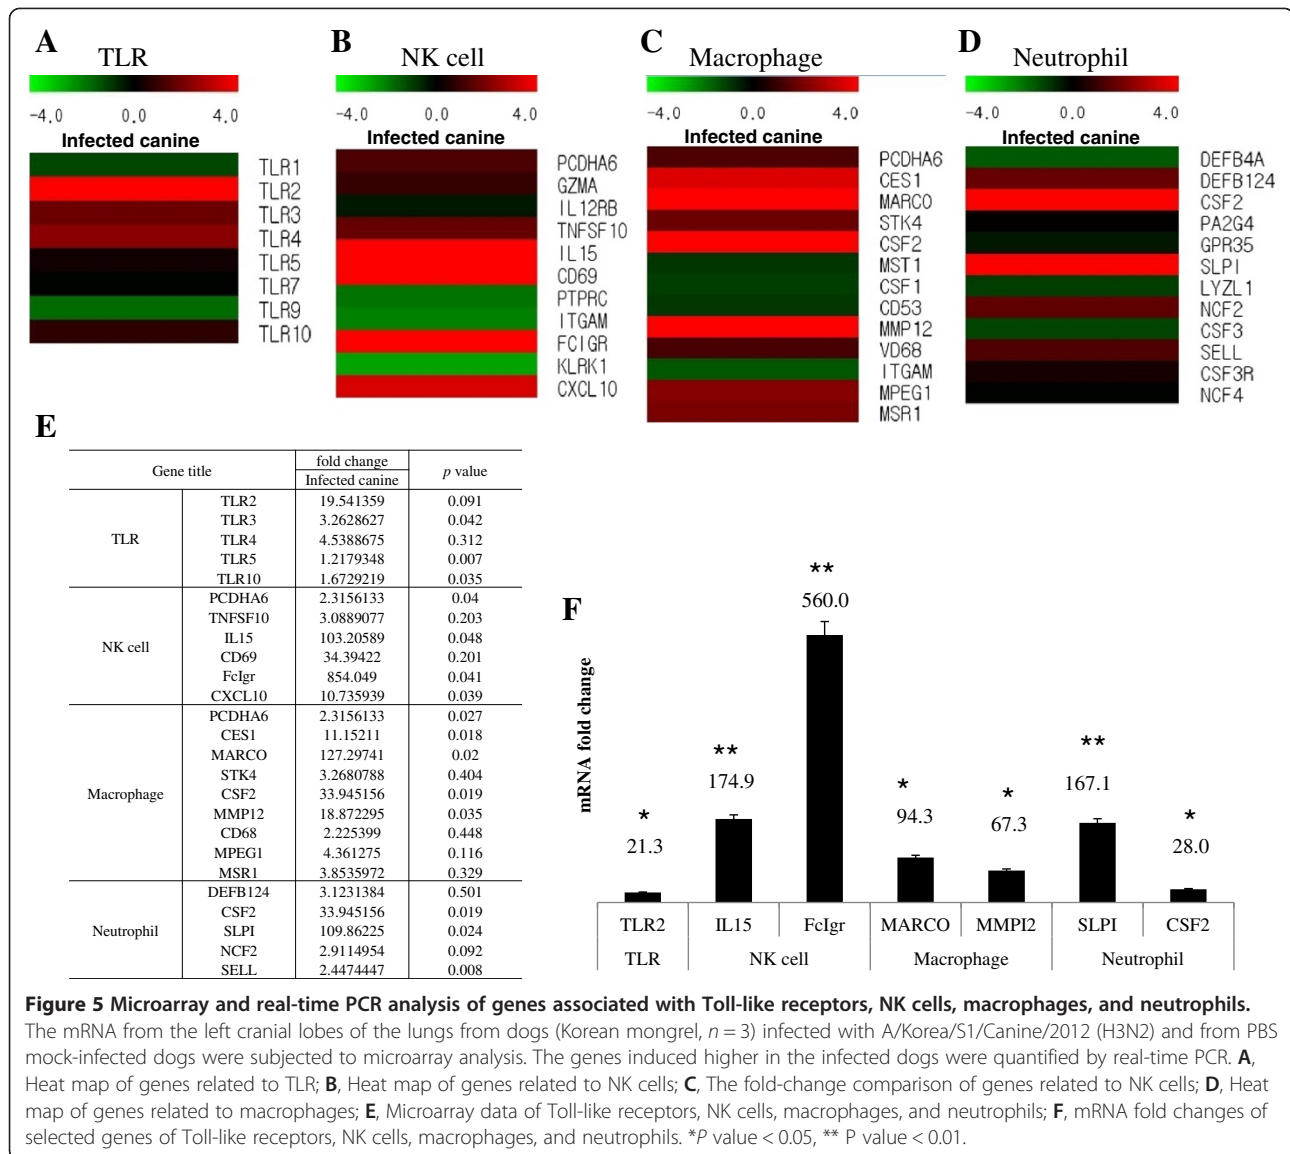 A
TLR
-4.0 0.0 4.0
Infected canine
TLR1
TLR2
TLR3
TLR4
TLR5
TLR7
TLR9
TLR10
B
NK cell
-4.0 0.0 4.0
Infected canine
PCDHA6
GZMA
IL12RB
TNFSF10
IL15
CD69
PTPRC
ITGAM
FCIGR
KLRK1
CXCL10
C
Macrophage
-4.0 0.0 4.0
Infected canine
PCDHA6
CES1
MARCO
STK4
CSF2
MST1
CSF1
CD53
MMP12
VD68
ITGAM
MPEG1
MSR1
D
Neutrophil
-4.0 0.0 4.0
Infected canine
DEFB4A
DEFB124
CSF2
PA2G4
GPR35
SLPI
LYZL1
NCF2
CSF3
SELL
CSF3R
NCF4
E
Gene title fold change p value
Infected canine
TLR
TLR2 19.541359 0.091
TLR3 3.2628627 0.042
TLR4 4.5388675 0.312
TLR5 1.2179348 0.007
TLR10 1.6729219 0.035
NK cell
PCDHA6 2.3156133 0.04
TNFSF10 3.0889077 0.203
IL15 103.20589 0.048
CD69 34.39422 0.201
FcIgr 854.049 0.041
CXCL10 10.735939 0.039
Macrophage
PCDHA6 2.3156133 0.027
CES1 11.15211 0.018
MARCO 127.29741 0.02
STK4 3.2680788 0.404
CSF2 33.945156 0.019
MMP12 18.872295 0.035
CD68 2.225399 0.448
MPEG1 4.361275 0.116
MSR1 3.8535972 0.329
Neutrophil
DEFB124 3.1231384 0.501
CSF2 33.945156 0.019
SLPI 109.86225 0.024
NCF2 2.9114954 0.092
SELL 2.4474447 0.008
F
mRNA fold change
* ** ** * * ** *
21.3 174.9 560.0 94.3 67.3 167.1 28.0
TLR2 IL15 FcIgr MARCO MMPI2 SLPI CSF2
TLR NK cell Macrophage Neutrophil
Figure 5 Microarray and real-time PCR analysis of genes associated with Toll-like receptors, NK cells, macrophages, and neutrophils.
The mRNA from the left cranial lobes of the lungs from dogs (Korean mongrel, n = 3) infected with A/Korea/S1/Canine/2012 (H3N2) and from PBS
mock-infected dogs were subjected to microarray analysis. The genes induced higher in the infected dogs were quantified by real-time PCR. A,
Heat map of genes related to TLR; B, Heat map of genes related to NK cells; C, The fold-change comparison of genes related to NK cells; D, Heat
map of genes related to macrophages; E, Microarray data of Toll-like receptors, NK cells, macrophages, and neutrophils; F, mRNA fold changes of
selected genes of Toll-like receptors, NK cells, macrophages, and neutrophils. *P value < 0.05, ** P value < 0.01.